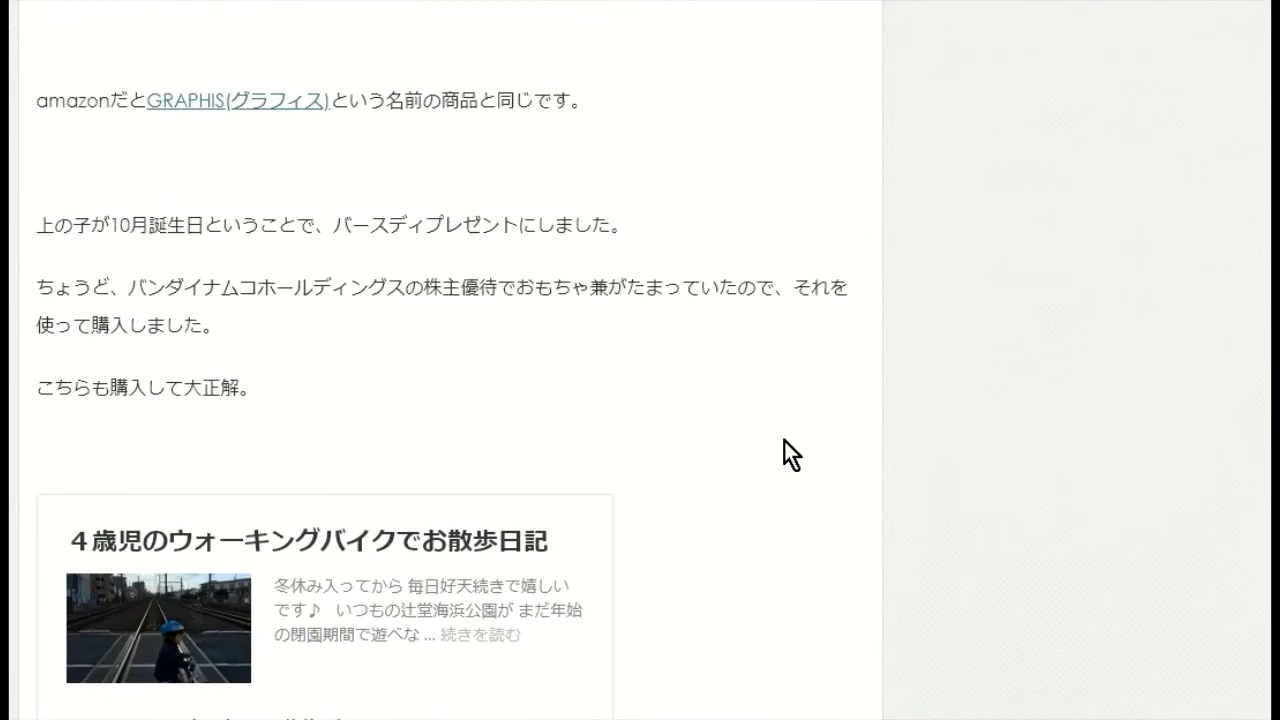 amazonだとGRAPHIS(グラフィス)という名前の商品と同じです。
上の子が10月誕生日ということで、バースディプレゼントにしました。
ちょうど、バンダイナムコホールディングスの株主優待でおもちゃ兼がたまっていたので、それを
使って購入しました。
こちらも購入して大正解。
４歳児のウォーキングバイクでお散歩日記
冬休み入ってから 毎日好天続きで嬉しい
です♪ いつもの辻堂海浜公園が まだ年始
の閉園期間で遊べな ... 続きを読む